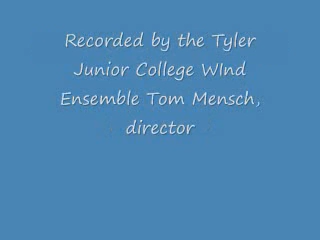 Recorded by the Tyler
Junior College WInd
Ensemble Tom Mensch,
director